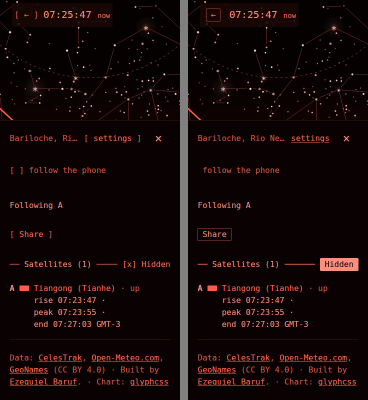 [ ← ] 07:25:47 now
Bariloche, Ri… [ settings ] ×
[ ] follow the phone
Following A
[ Share ]
Satellites (1) [x] Hidden
A Tiangong (Tianhe) · up
rise 07:23:47 ·
peak 07:23:55 ·
end 07:27:03 GMT-3
Data: CelesTrak, Open-Meteo.com,
GeoNames (CC BY 4.0) · Built by
Ezequiel Baruf. · Chart: glyphcss
← 07:25:47 now
Bariloche, Río Ne… settings ×
follow the phone
Following A
Share
Satellites (1) Hidden
A Tiangong (Tianhe) · up
rise 07:23:47 ·
peak 07:23:55 ·
end 07:27:03 GMT-3
Data: CelesTrak, Open-Meteo.com,
GeoNames (CC BY 4.0) · Built by
Ezequiel Baruf. · Chart: glyphcss